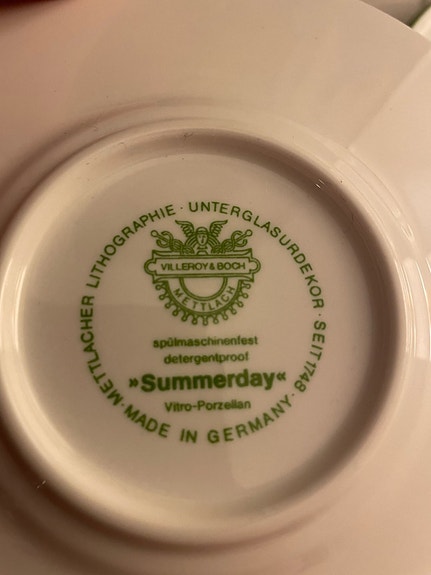 METTLACHER LITHOGRAPHIE · UNTERGLASURDEKOR · SEIT 1748 · MADE IN GERMANY ·
VILLEROY & BOCH
METTLACH
spülmaschinenfest
detergentproof
»Summerday«
Vitro-Porzellan